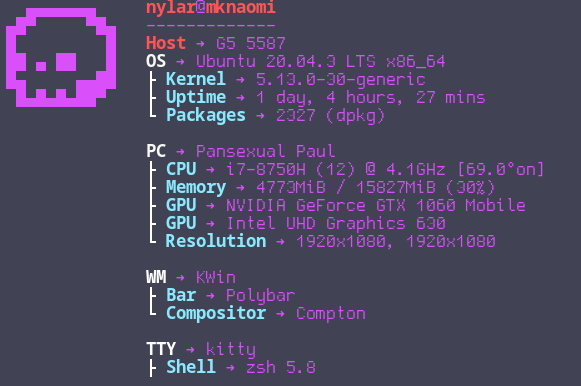 nylar@mknaomi
-------------
Host → G5 5587
OS → Ubuntu 20.04.3 LTS x86_64
├ Kernel → 5.13.0-30-generic
├ Uptime → 1 day, 4 hours, 27 mins
└ Packages → 2327 (dpkg)
PC → Pansexual Paul
├ CPU → i7-8750H (12) @ 4.1GHz [69.0°on]
├ Memory → 4773MiB / 15827MiB (30%)
├ GPU → NVIDIA GeForce GTX 1060 Mobile
├ GPU → Intel UHD Graphics 630
└ Resolution → 1920x1080, 1920x1080
WM → KWin
├ Bar → Polybar
└ Compositor → Compton
TTY → kitty
├ Shell → zsh 5.8